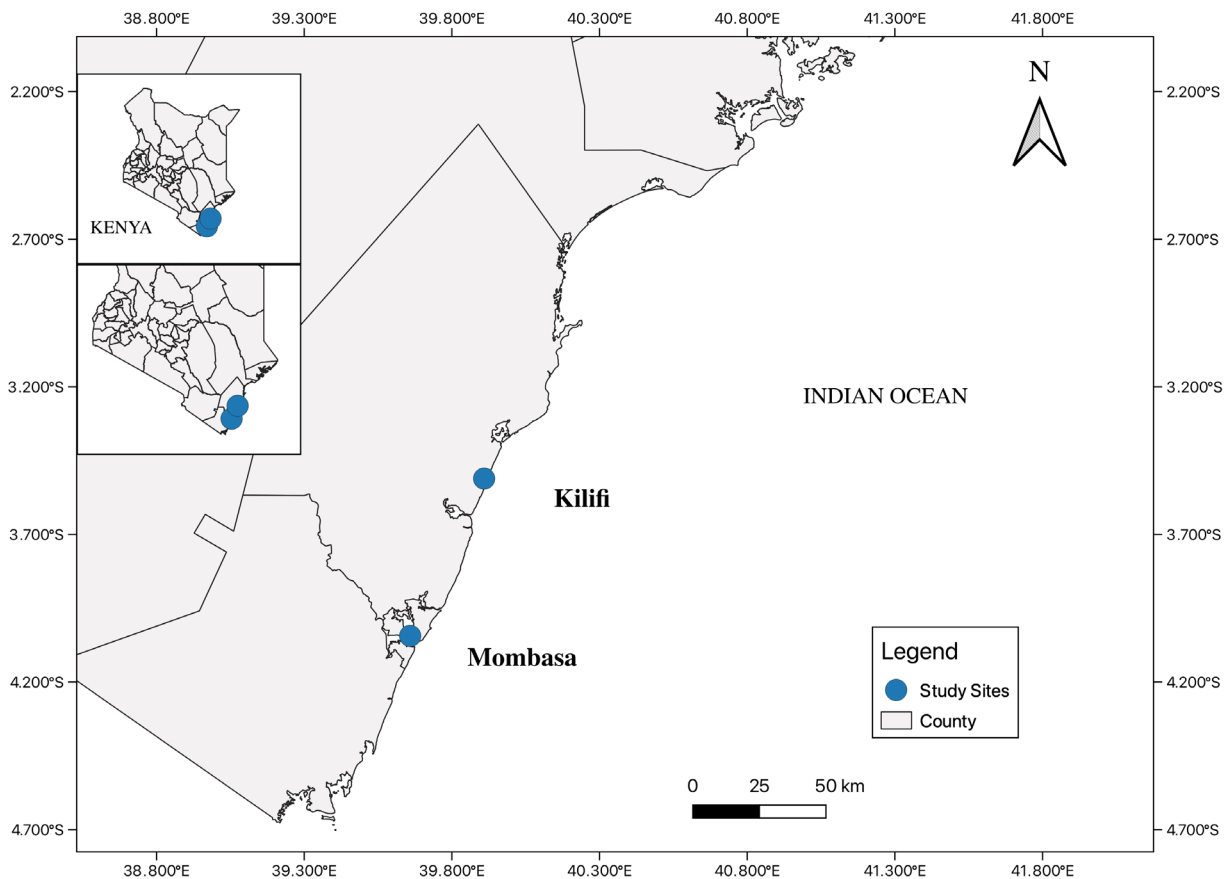 38.800°E 39.300°E 39.800°E 40.300°E 40.800°E 41.300°E 41.800°E
N
2.200°S 2.200°S
KENYA
2.700°S 2.700°S
3.200°S 3.200°S
INDIAN OCEAN
Kilifi
3.700°S 3.700°S
Mombasa
Legend
4.200°S 4.200°S
Study Sites
County
0 25 50 km
4.700°S 4.700°S
38.800°E 39.300°E 39.800°E 40.300°E 40.800°E 41.300°E 41.800°E